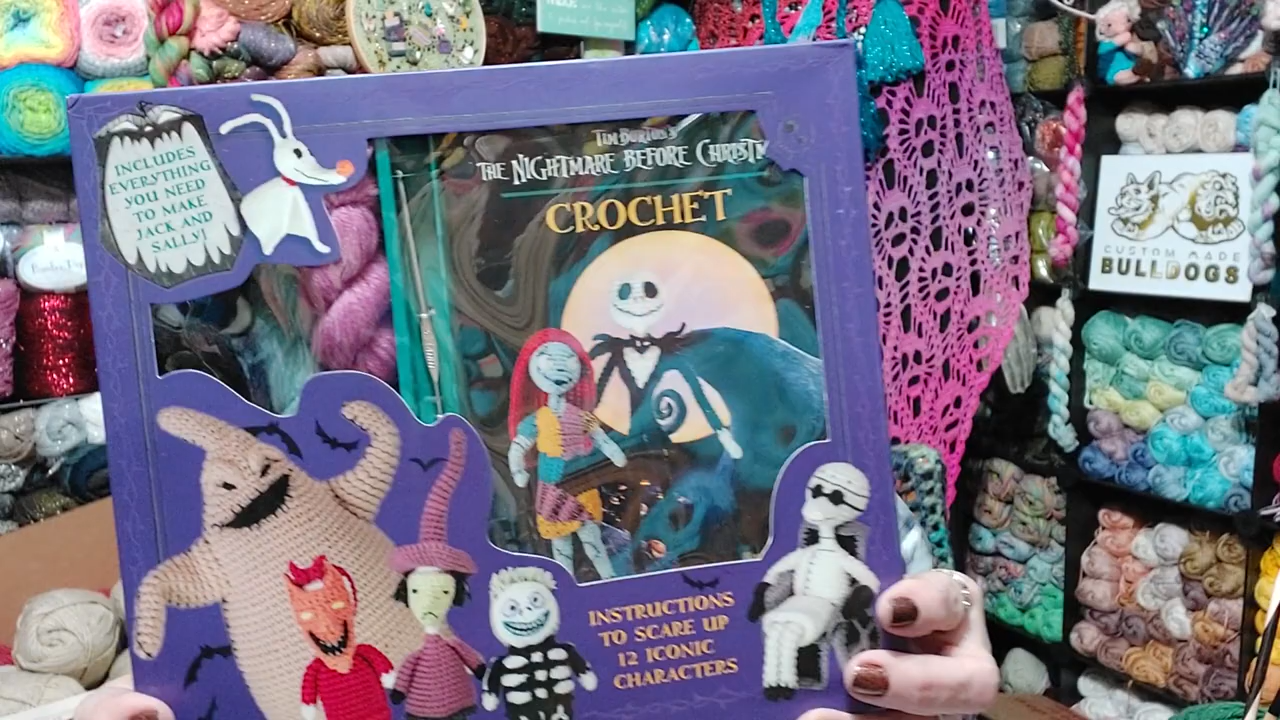 INCLUDES
EVERYTHING
YOU NEED
TO MAKE
JACK AND
SALLY!
TIM BURTON'S
THE NIGHTMARE BEFORE CHRISTM
CROCHET
INSTRUCTIONS
TO SCARE UP
12 ICONIC
CHARACTERS
CUSTOM MADE
BULLDOGS